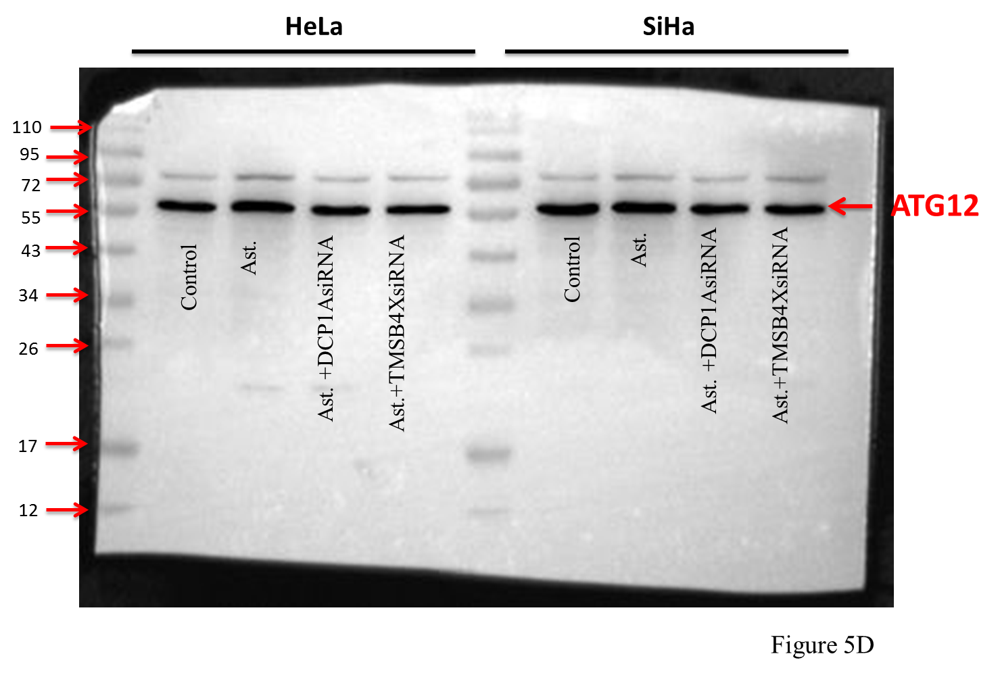 HeLa
SiHa
110
95
72
55
43
34
26
17
12
Control
Ast.
Ast. +DCP1AsiRNA
Ast.+TMSB4XsiRNA
Control
Ast.
Ast. +DCP1AsiRNA
Ast.+TMSB4XsiRNA
ATG12
Figure 5D